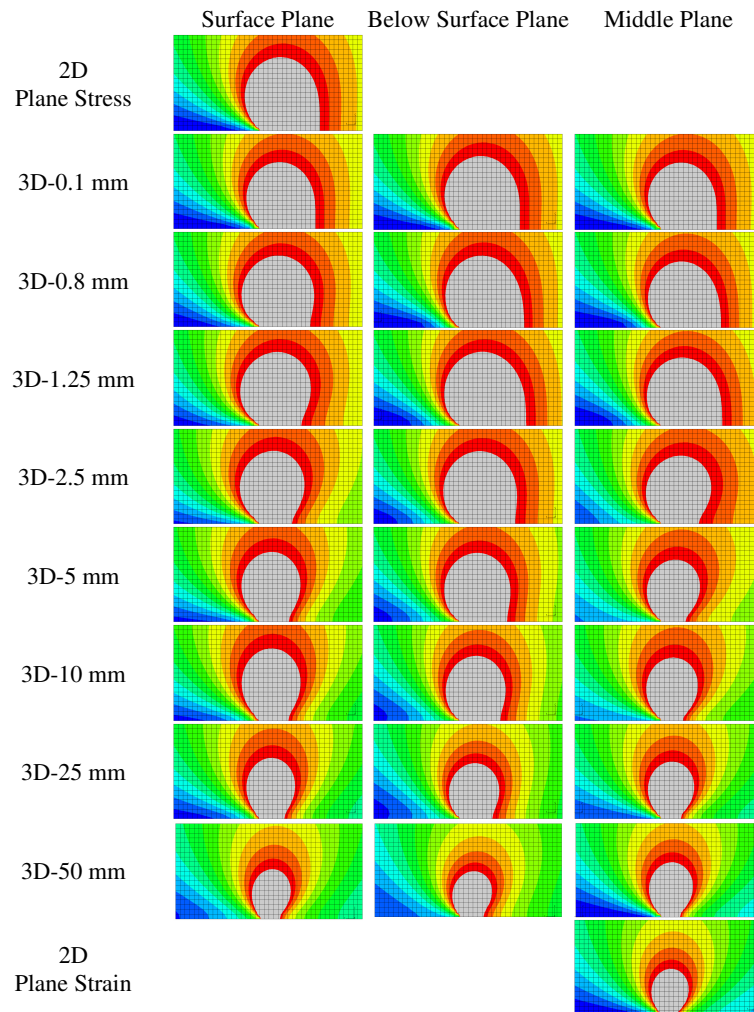 Surface Plane Below Surface Plane Middle Plane
2D
Plane Stress
3D-0.1 mm
3D-0.8 mm
3D-1.25 mm
3D-2.5 mm
3D-5 mm
3D-10 mm
3D-25 mm
3D-50 mm
2D
Plane Strain